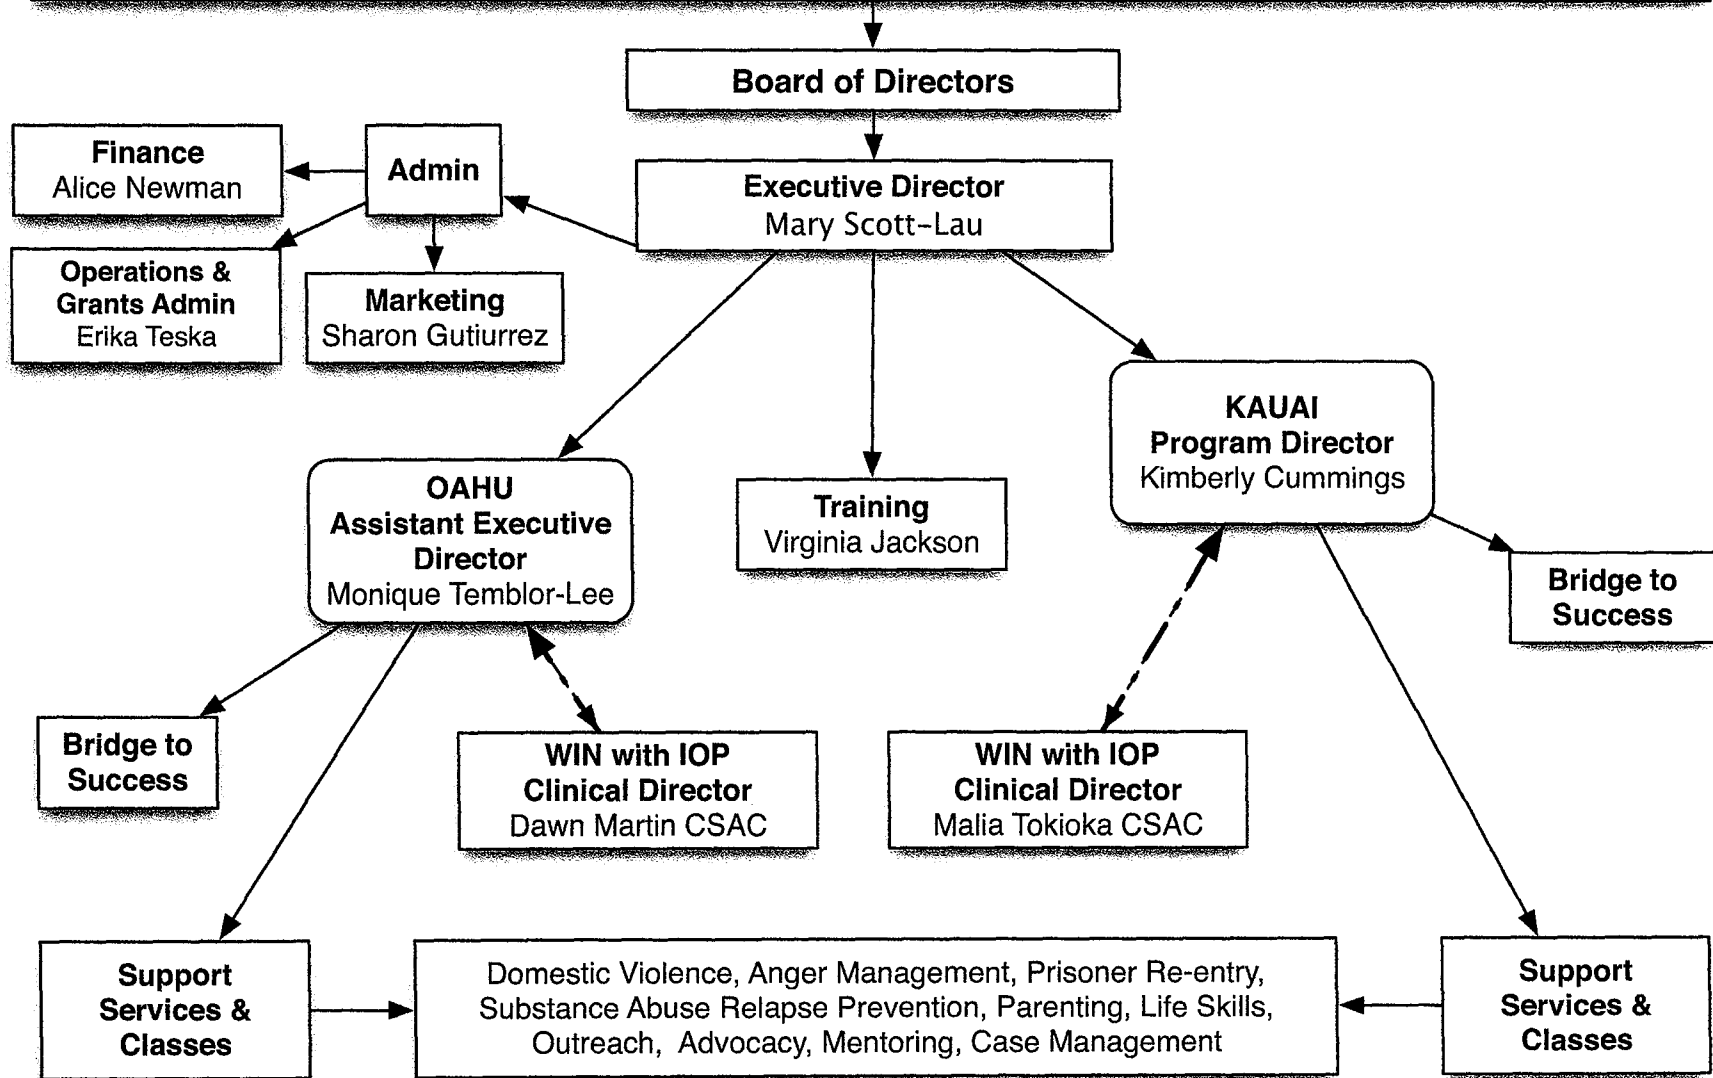 Board of Directors
Finance
Alice Newman
Admin
Executive Director
Mary Scott-Lau
Operations &
Grants Admin
Erika Teska
Marketing
Sharon Gutiurrez
KAUAI
Program Director
Kimberly Cummings
OAHU
Assistant Executive
Director
Monique Temblor-Lee
Training
Virginia Jackson
Bridge to
Success
Bridge to
Success
WIN with IOP
Clinical Director
Dawn Martin CSAC
WIN with IOP
Clinical Director
Malia Tokioka CSAC
Support
Services &
Classes
Domestic Violence, Anger Management, Prisoner Re-entry,
Substance Abuse Relapse Prevention, Parenting, Life Skills,
Outreach, Advocacy, Mentoring, Case Management
Support
Services &
Classes